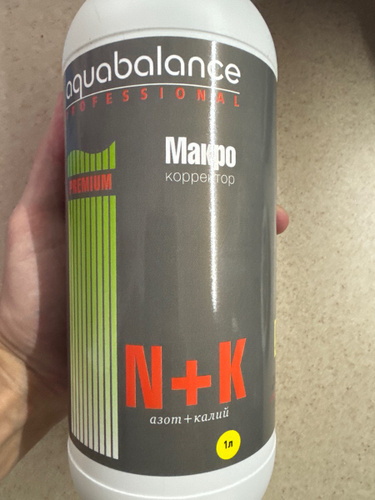 aquabalance
PROFESSIONAL
Макро
корректор
PREMIUM
N+K
азот+калий
1л